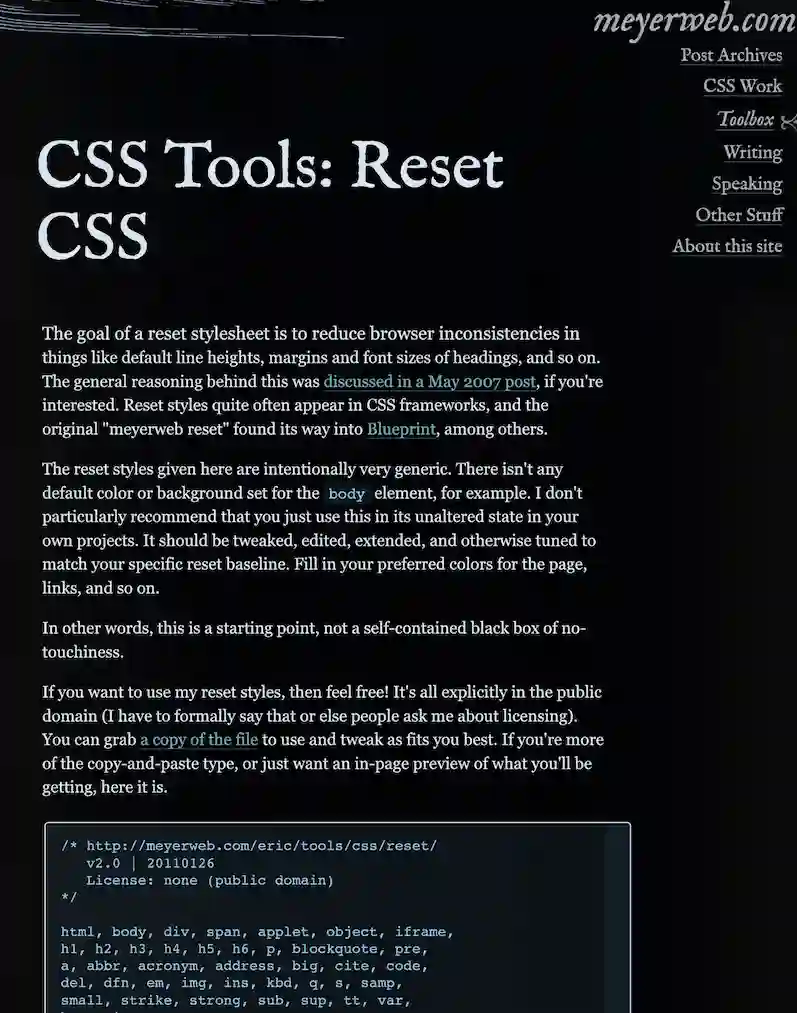 meyerweb.com
Post Archives
CSS Work
Toolbox
Writing
Speaking
Other Stuff
About this site
CSS Tools: Reset
CSS
The goal of a reset stylesheet is to reduce browser inconsistencies in
things like default line heights, margins and font sizes of headings, and so on.
The general reasoning behind this was discussed in a May 2007 post, if you're
interested. Reset styles quite often appear in CSS frameworks, and the
original "meyerweb reset" found its way into Blueprint, among others.
The reset styles given here are intentionally very generic. There isn't any
default color or background set for the body element, for example. I don't
particularly recommend that you just use this in its unaltered state in your
own projects. It should be tweaked, edited, extended, and otherwise tuned to
match your specific reset baseline. Fill in your preferred colors for the page,
links, and so on.
In other words, this is a starting point, not a self-contained black box of no-
touchiness.
If you want to use my reset styles, then feel free! It's all explicitly in the public
domain (I have to formally say that or else people ask me about licensing).
You can grab a copy of the file to use and tweak as fits you best. If you're more
of the copy-and-paste type, or just want an in-page preview of what you'll be
getting, here it is.
/* http://meyerweb.com/eric/tools/css/reset/
v2.0 | 20110126
License: none (public domain)
*/
html, body, div, span, applet, object, iframe,
h1, h2, h3, h4, h5, h6, p, blockquote, pre,
a, abbr, acronym, address, big, cite, code,
del, dfn, em, img, ins, kbd, q, s, samp,
small, strike, strong, sub, sup, tt, var,